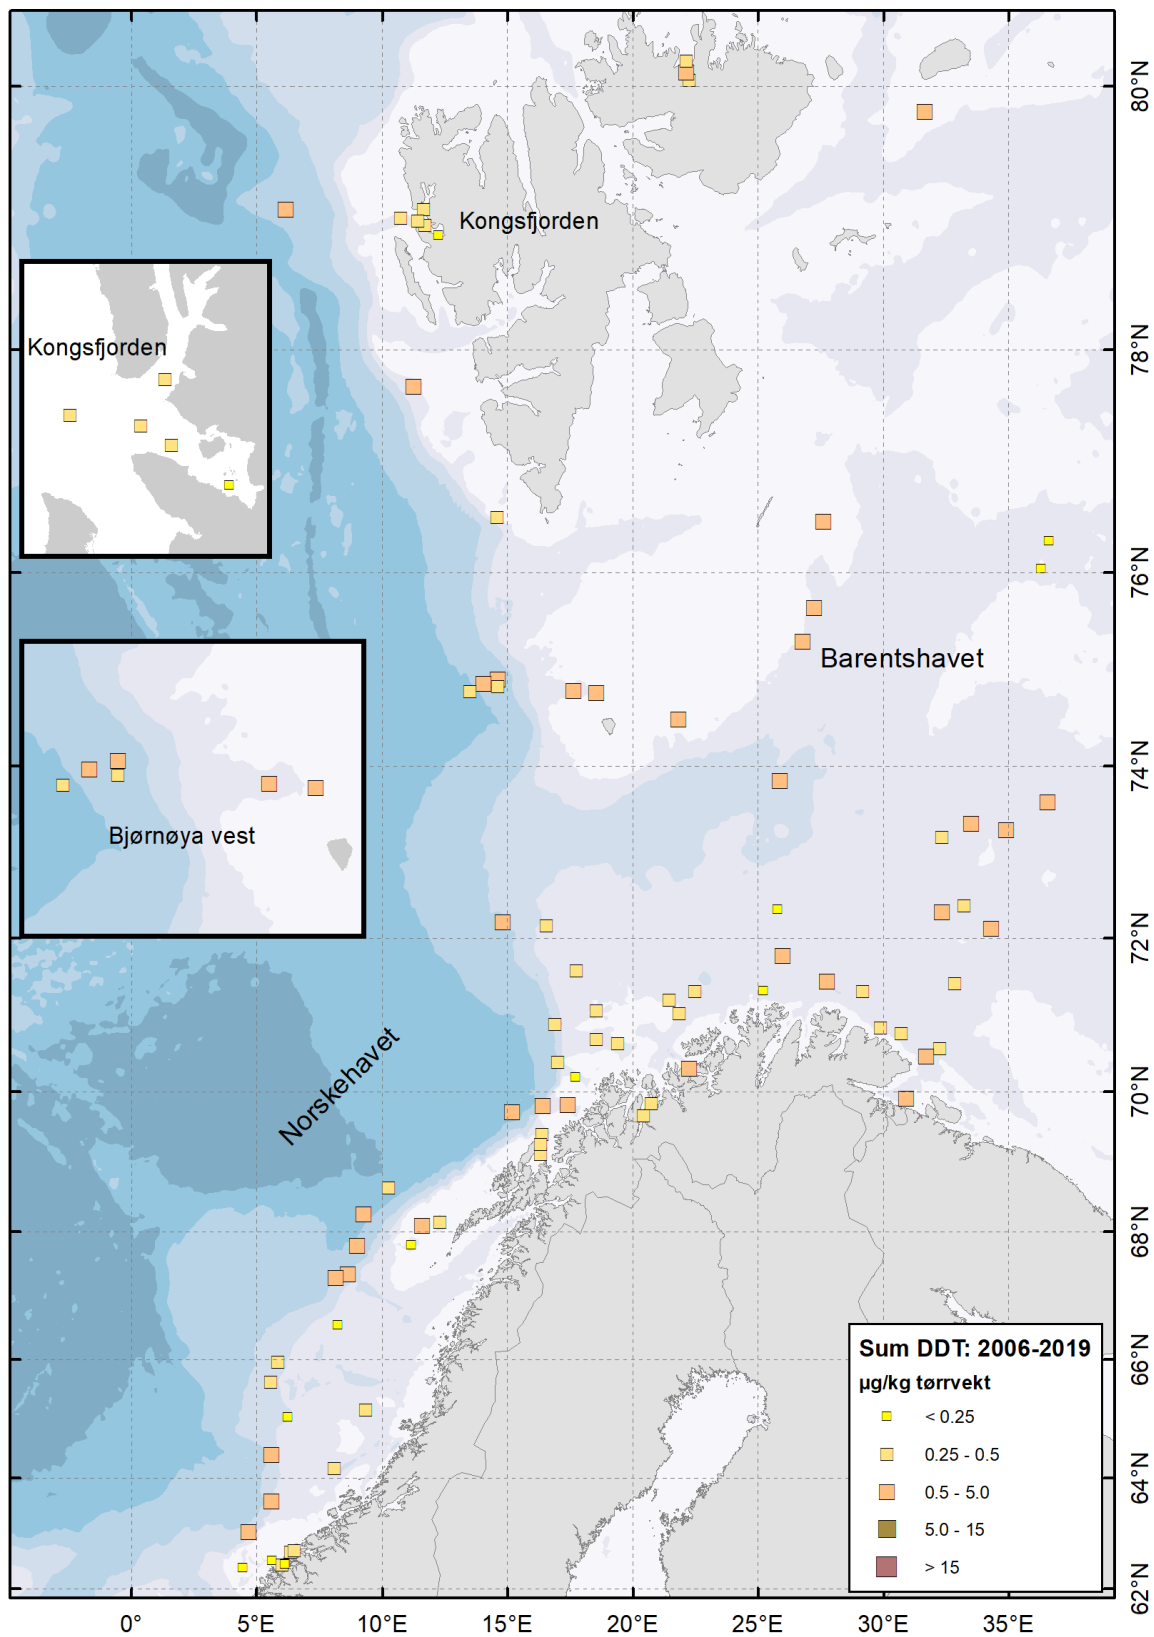 80°N
Kongsfjorden
Kongsfjorden
78°N
76°N
Barentshavet
74°N
Bjørnøya vest
72°N
Norskehavet
70°N
68°N
66°N
64°N
62°N
Sum DDT: 2006-2019
µg/kg tørrvekt
< 0.25
0.25 - 0.5
0.5 - 5.0
5.0 - 15
> 15
0° 5°E 10°E 15°E 20°E 25°E 30°E 35°E